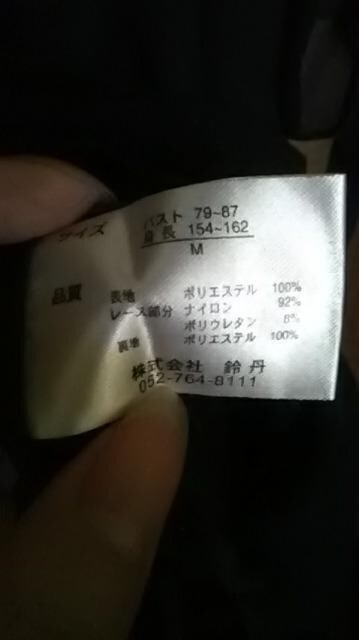 サイズ バスト 79~87
身長 154~162
M
品質 表地 ポリエステル 100%
レース部分 ナイロン 92%
ポリウレタン 8%
裏地 ポリエステル 100%
株式会社 鈴丹
052-764-8111